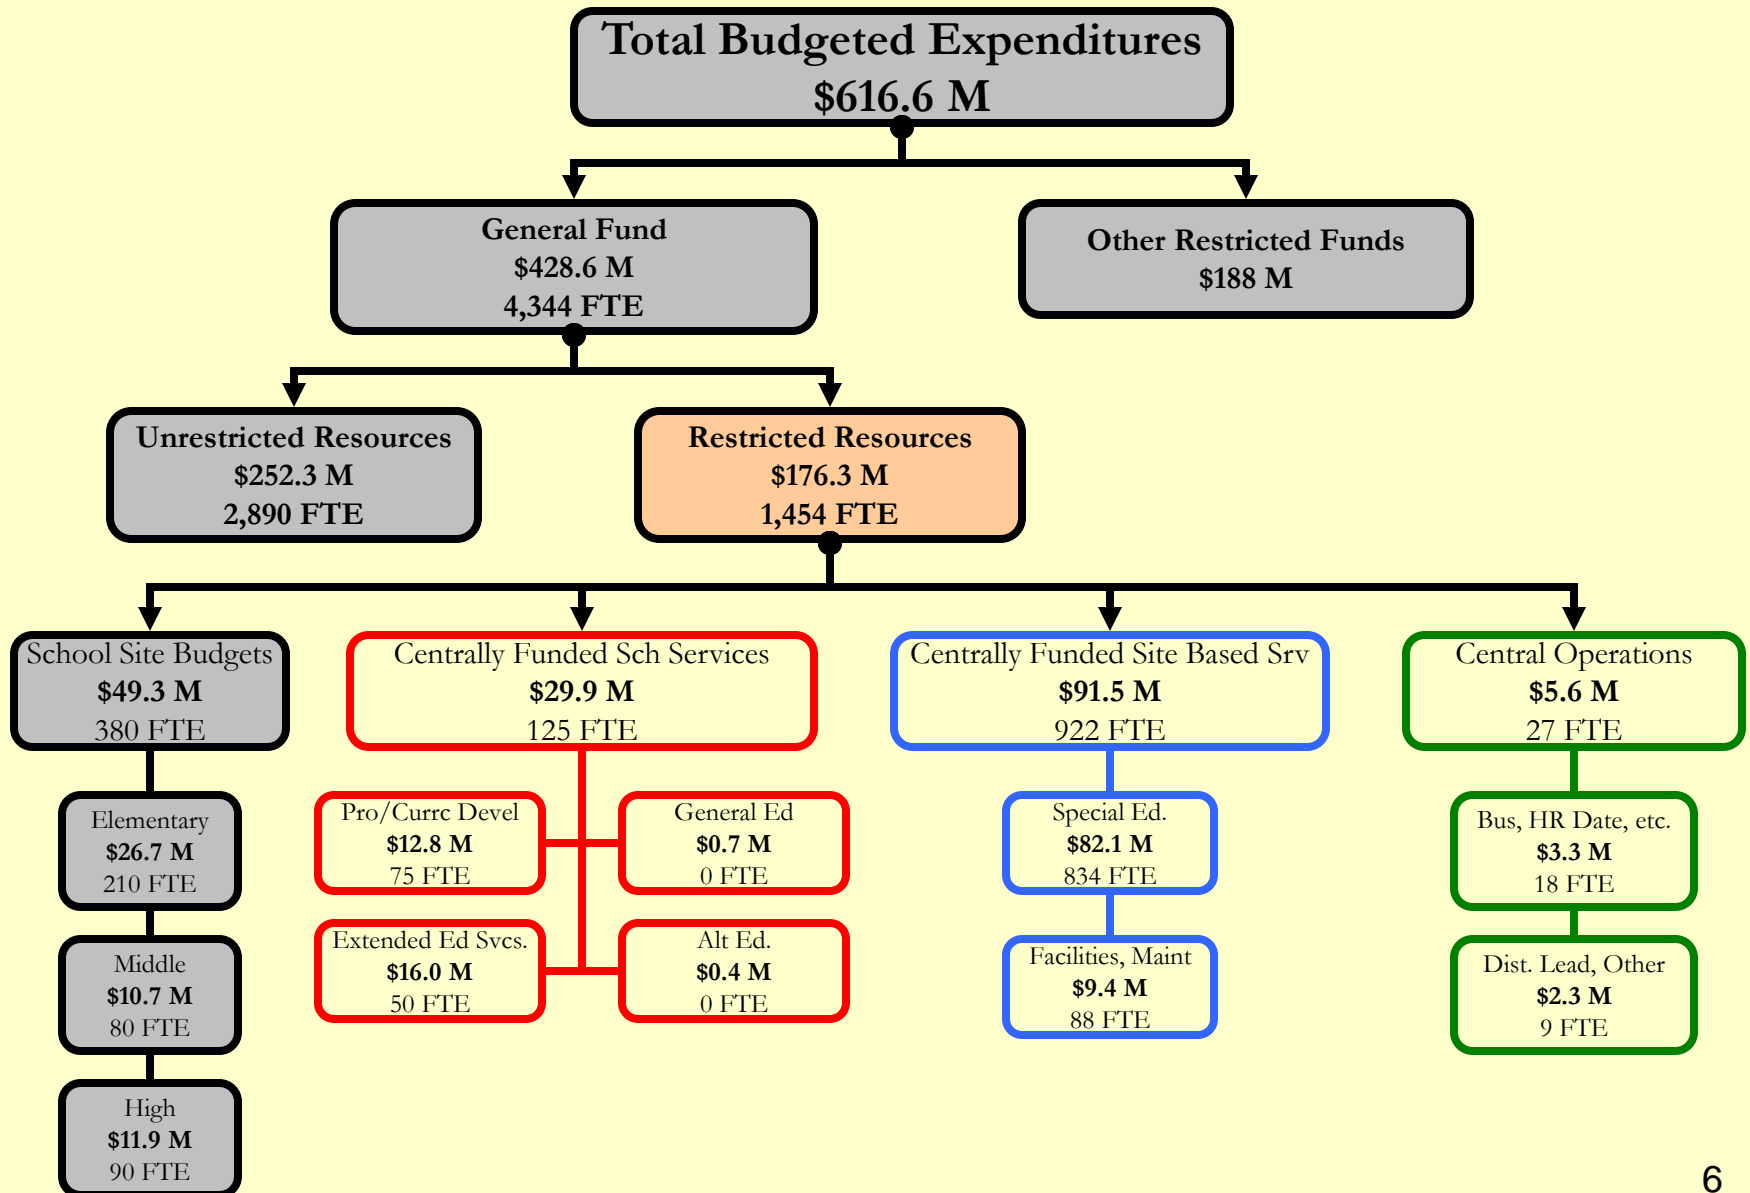 Total Budgeted Expenditures
$616.6 M
General Fund
$428.6 M
4,344 FTE
Other Restricted Funds
$188 M
Unrestricted Resources
$252.3 M
2,890 FTE
Restricted Resources
$176.3 M
1,454 FTE
School Site Budgets
$49.3 M
380 FTE
Centrally Funded Sch Services
$29.9 M
125 FTE
Centrally Funded Site Based Srv
$91.5 M
922 FTE
Central Operations
$5.6 M
27 FTE
Elementary
$26.7 M
210 FTE
Middle
$10.7 M
80 FTE
High
$11.9 M
90 FTE
Pro/Currc Devel
$12.8 M
75 FTE
General Ed
$0.7 M
0 FTE
Extended Ed Svcs.
$16.0 M
50 FTE
Alt Ed.
$0.4 M
0 FTE
Special Ed.
$82.1 M
834 FTE
Facilities, Maint
$9.4 M
88 FTE
Bus, HR Date, etc.
$3.3 M
18 FTE
Dist. Lead, Other
$2.3 M
9 FTE
6